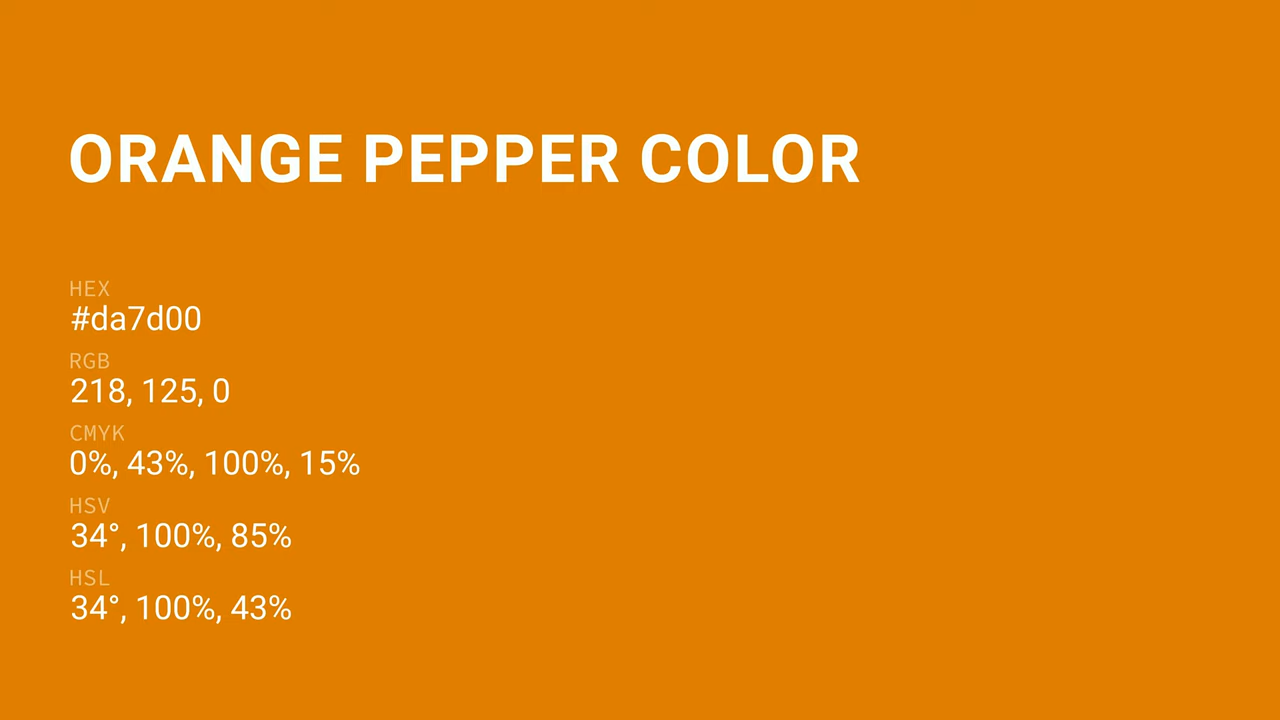 ORANGE PEPPER COLOR
HEX
#da7d00
RGB
218, 125, 0
CMYK
0%, 43%, 100%, 15%
HSV
34°, 100%, 85%
HSL
34°, 100%, 43%